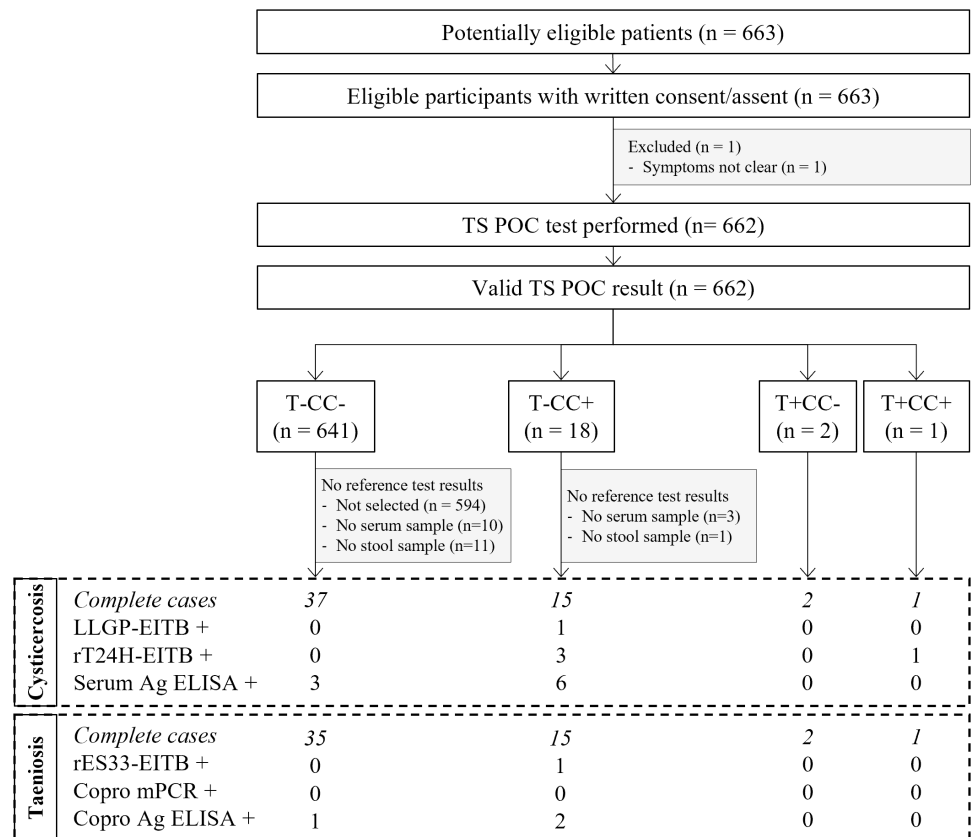 Potentially eligible patients (n = 663)
Eligible participants with written consent/assent (n = 663)
Excluded (n = 1)
- Symptoms not clear (n = 1)
TS POC test performed (n= 662)
Valid TS POC result (n = 662)
T-CC-
(n = 641)
T-CC+
(n = 18)
T+CC-
(n = 2)
T+CC+
(n = 1)
No reference test results
- Not selected (n = 594)
- No serum sample (n=10)
- No stool sample (n=11)
No reference test results
- No serum sample (n=3)
- No stool sample (n=1)
Cysticercosis
Complete cases 37 15 2 1
LLGP-EITB + 0 1 0 0
rT24H-EITB + 0 3 0 1
Serum Ag ELISA + 3 6 0 0
Taeniosis
Complete cases 35 15 2 1
rES33-EITB + 0 1 0 0
Copro mPCR + 0 0 0 0
Copro Ag ELISA + 1 2 0 0